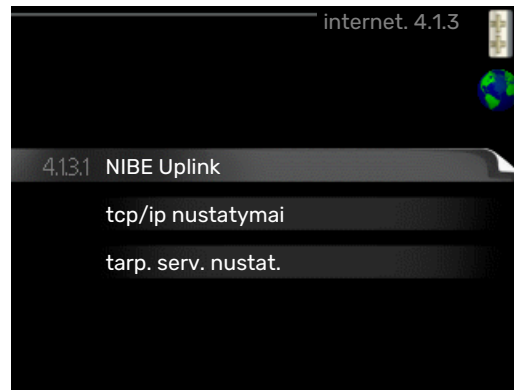 internet. 4.1.3
4.1.3.1 NIBE Uplink
tcp/ip nustatymai
tarp. serv. nustat.